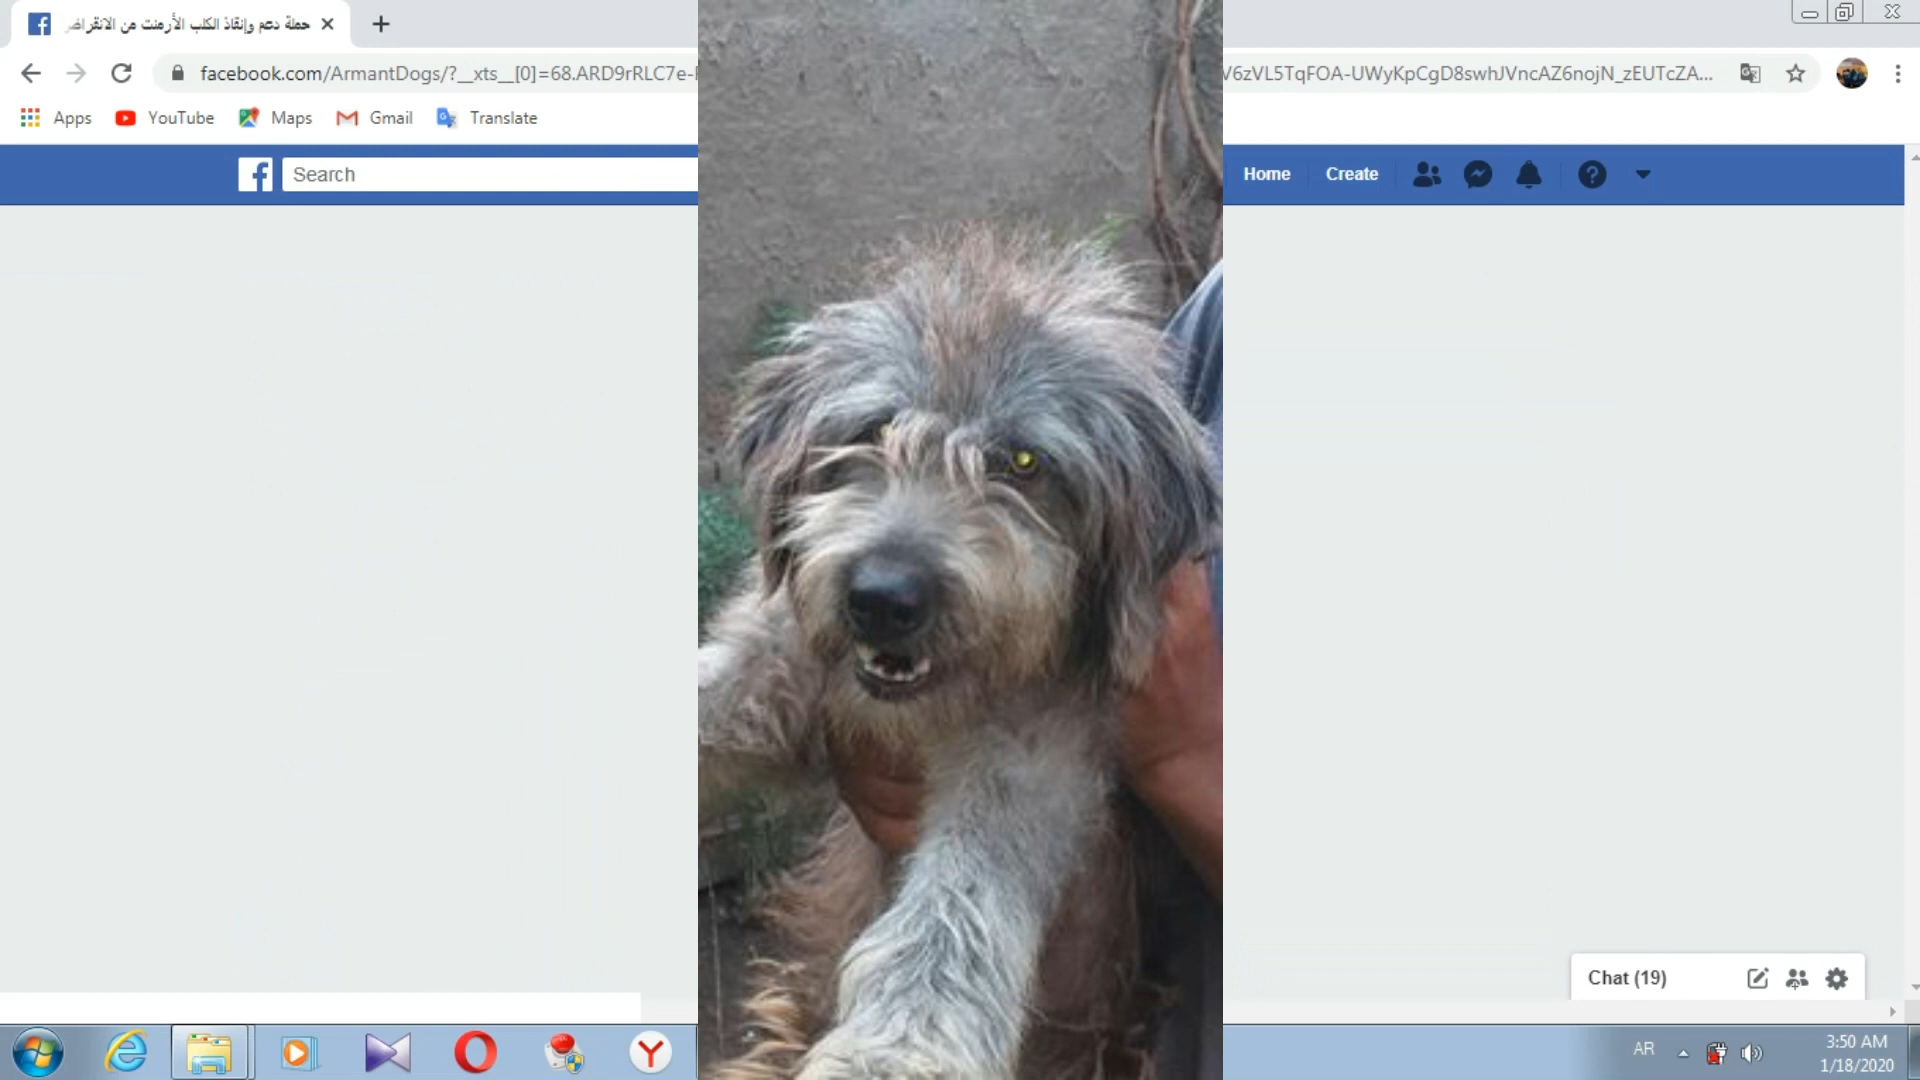 حملة دعم وإنقاذ الكلب الأرمنت من الانقراض
facebook.com/ArmantDogs/?__xts__[0]=68.ARD9rRLC7e-
V6zVL5TqFOA-UWyKpCgD8swhJVncAZ6nojN_zEUTcZA...
Apps
YouTube
Maps
Gmail
Translate
Search
Home
Create
Chat (19)
AR
3:50 AM
1/18/2020